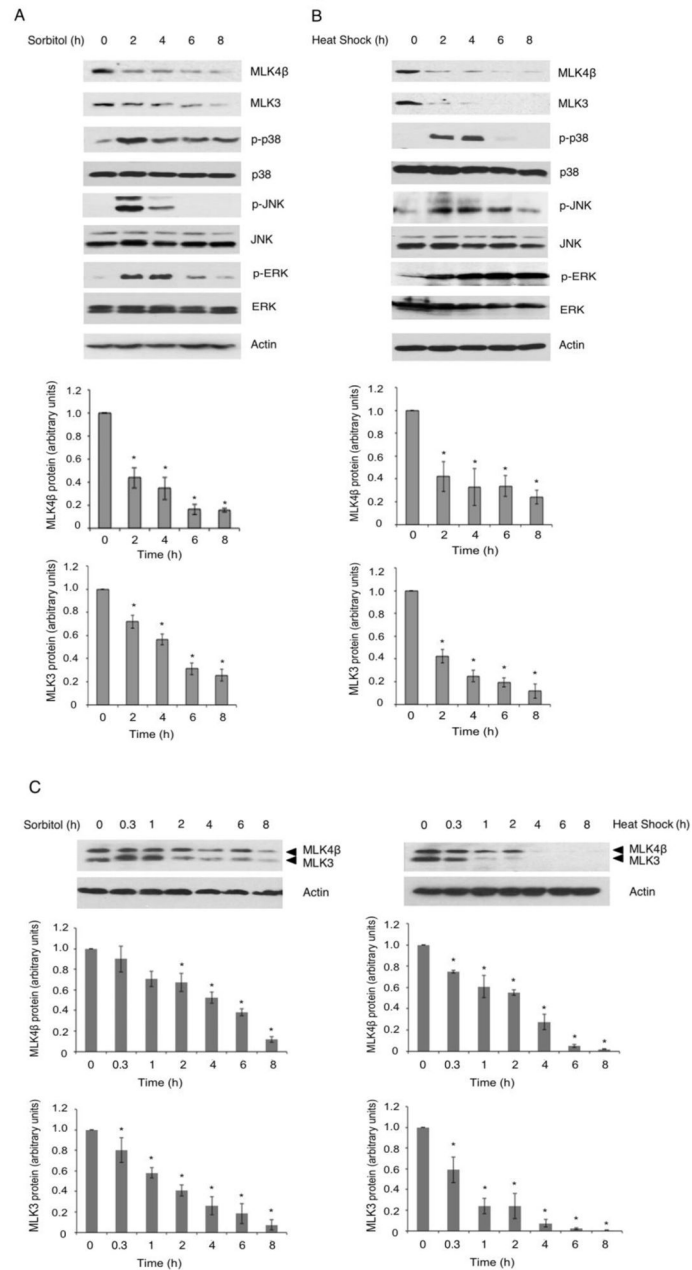 A
Sorbitol (h) 0 2 4 6 8
MLK4β
MLK3
p-p38
p38
p-JNK
JNK
p-ERK
ERK
Actin
MLK4β protein (arbitrary units)
1.2
1.0
0.8
0.6
0.4
0.2
0
* * * *
0 2 4 6 8
Time (h)
MLK3 protein (arbitrary units)
1.2
1.0
0.8
0.6
0.4
0.2
0
* * * *
0 2 4 6 8
Time (h)
B
Heat Shock (h) 0 2 4 6 8
MLK4β
MLK3
p-p38
p38
p-JNK
JNK
p-ERK
ERK
Actin
MLK4β protein (arbitrary units)
1.2
1.0
0.8
0.6
0.4
0.2
0
* * * *
0 2 4 6 8
Time (h)
MLK3 protein (arbitrary units)
1.2
1.0
0.8
0.6
0.4
0.2
0
* * * *
0 2 4 6 8
Time (h)
C
Sorbitol (h) 0 0.3 1 2 4 6 8
MLK4β
MLK3
Actin
MLK4β protein (arbitrary units)
1.2
1.0
0.8
0.6
0.4
0.2
0
* * * *
0 0.3 1 2 4 6 8
Time (h)
MLK3 protein (arbitrary units)
1.2
1.0
0.8
0.6
0.4
0.2
0
* * * * * *
0 0.3 1 2 4 6 8
Time (h)
0 0.3 1 2 4 6 8 Heat Shock (h)
MLK4β
MLK3
Actin
MLK4β protein (arbitrary units)
1.2
1.0
0.8
0.6
0.4
0.2
0
* * * * * *
0 0.3 1 2 4 6 8
Time (h)
MLK3 protein (arbitrary units)
1.2
1.0
0.8
0.6
0.4
0.2
0
* * * * * *
0 0.3 1 2 4 6 8
Time (h)